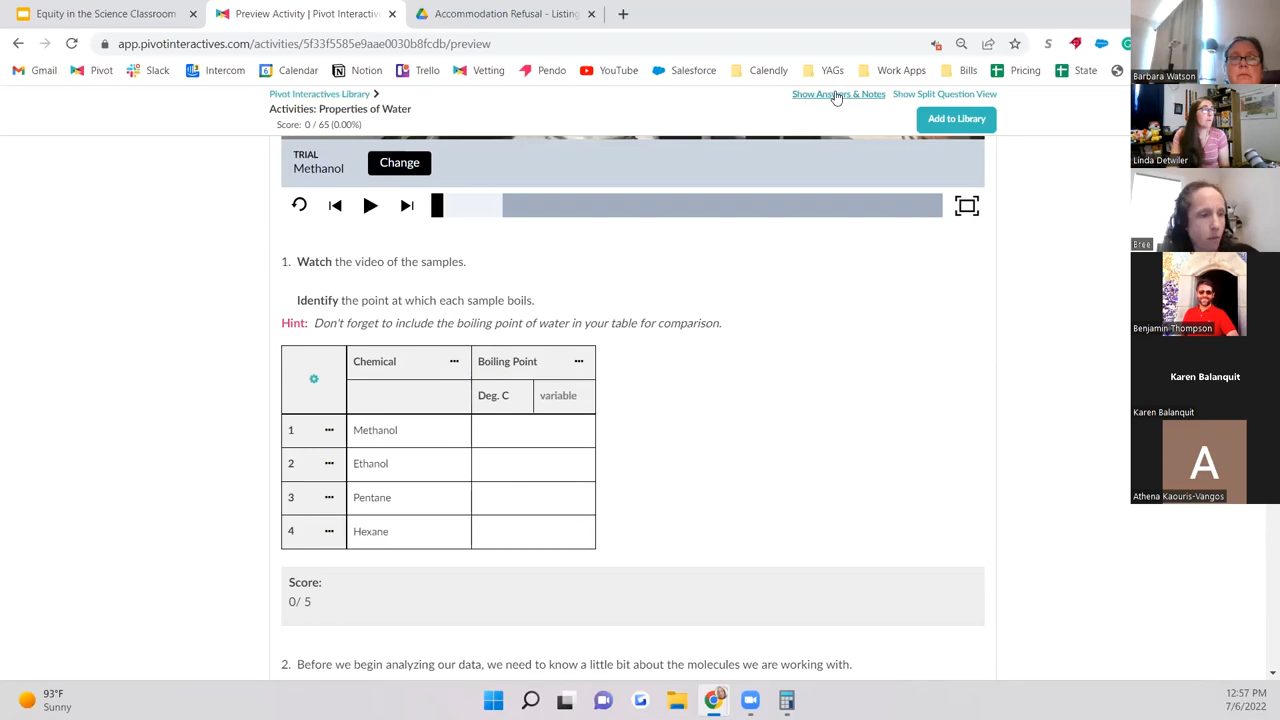 Equity in the Science Classroom
Preview Activity | Pivot Interactiv
Accommodation Refusal - Listing
app.pivotinteractives.com/activities/5f33f5585e9aae0030b8fcdb/preview
Gmail
Pivot
Slack
Intercom
Calendar
Notion
Trello
Vetting
Pendo
YouTube
Salesforce
Calendly
YAGs
Work Apps
Bills
Pricing
State
Pivot Interactives Library
Show Answers & Notes
Show Split Question View
Activities: Properties of Water
Score: 0 / 65 (0.00%)
Add to Library
TRIAL
Methanol
Change
1. Watch the video of the samples.
Identify the point at which each sample boils.
Hint: Don't forget to include the boiling point of water in your table for comparison.
Chemical ••• Boiling Point •••
Deg. C variable
1 ••• Methanol
2 ••• Ethanol
3 ••• Pentane
4 ••• Hexane
Score:
0/ 5
2. Before we begin analyzing our data, we need to know a little bit about the molecules we are working with.
Barbara Watson
Linda Detwiler
Bree
Benjamin Thompson
Karen Balanquit
Karen Balanquit
A
Athena Kaouris-Vangos
93°F
Sunny
12:57 PM
7/6/2022